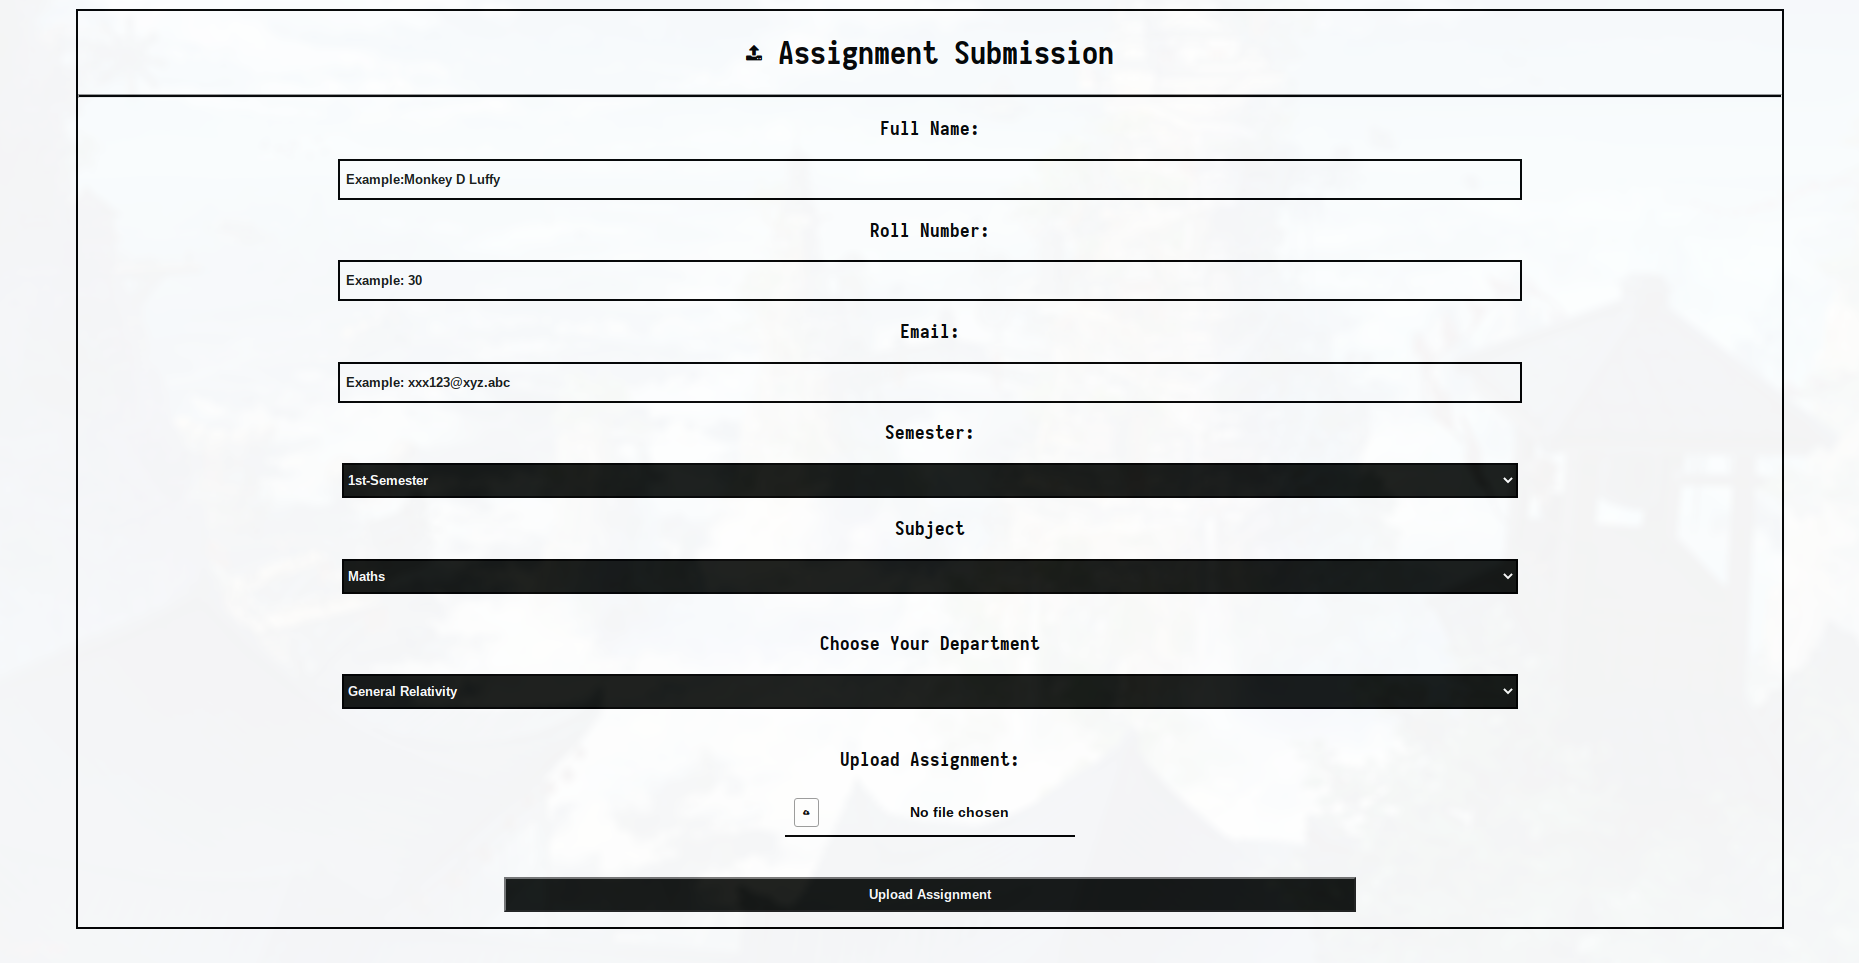 Assignment Submission
Full Name:
Example:Monkey D Luffy
Roll Number:
Example: 30
Email:
Example: xxx123@xyz.abc
Semester:
1st-Semester
Subject
Maths
Choose Your Department
General Relativity
Upload Assignment:
No file chosen
Upload Assignment